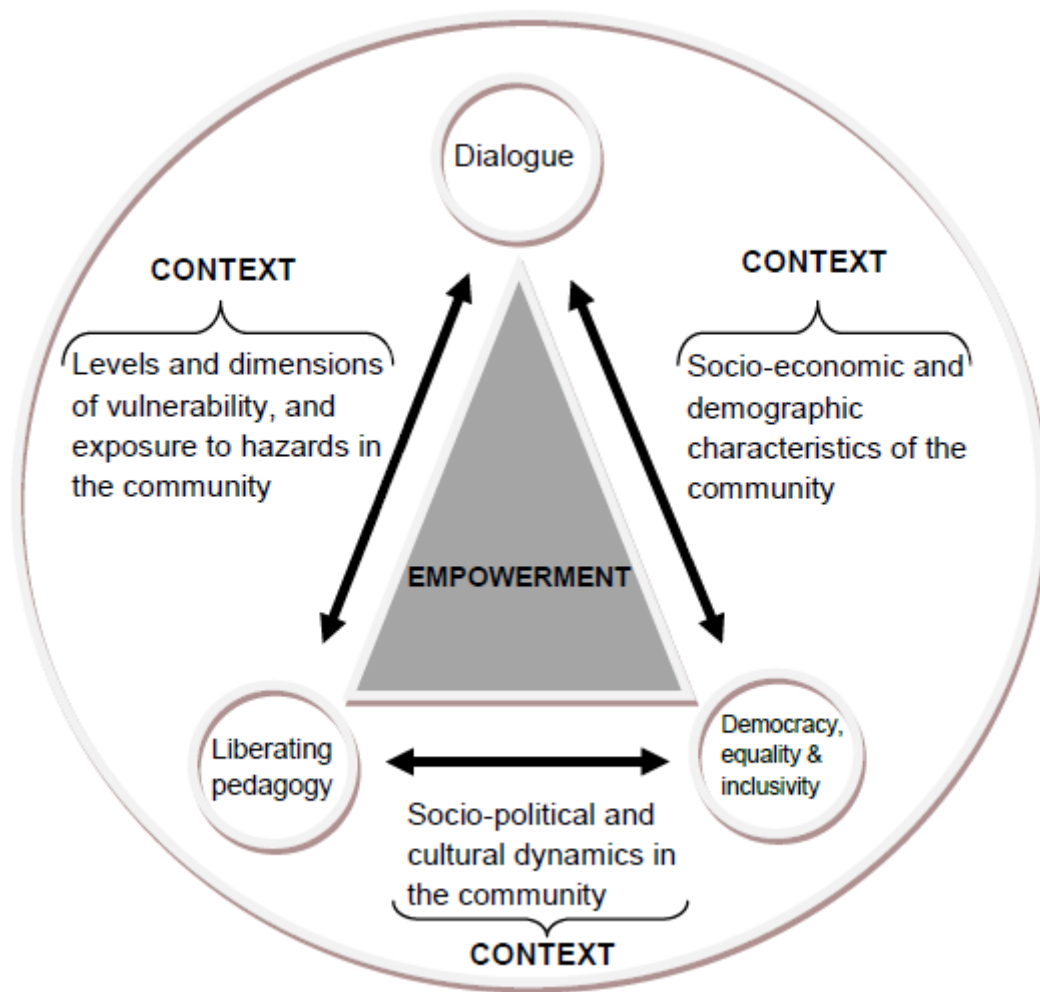 Dialogue
CONTEXT
Levels and dimensions
of vulnerability, and
exposure to hazards in
the community
CONTEXT
Socio-economic and
demographic
characteristics of the
community
EMPOWERMENT
Liberating
pedagogy
Democracy,
equality &
inclusivity
Socio-political and
cultural dynamics in
the community
CONTEXT